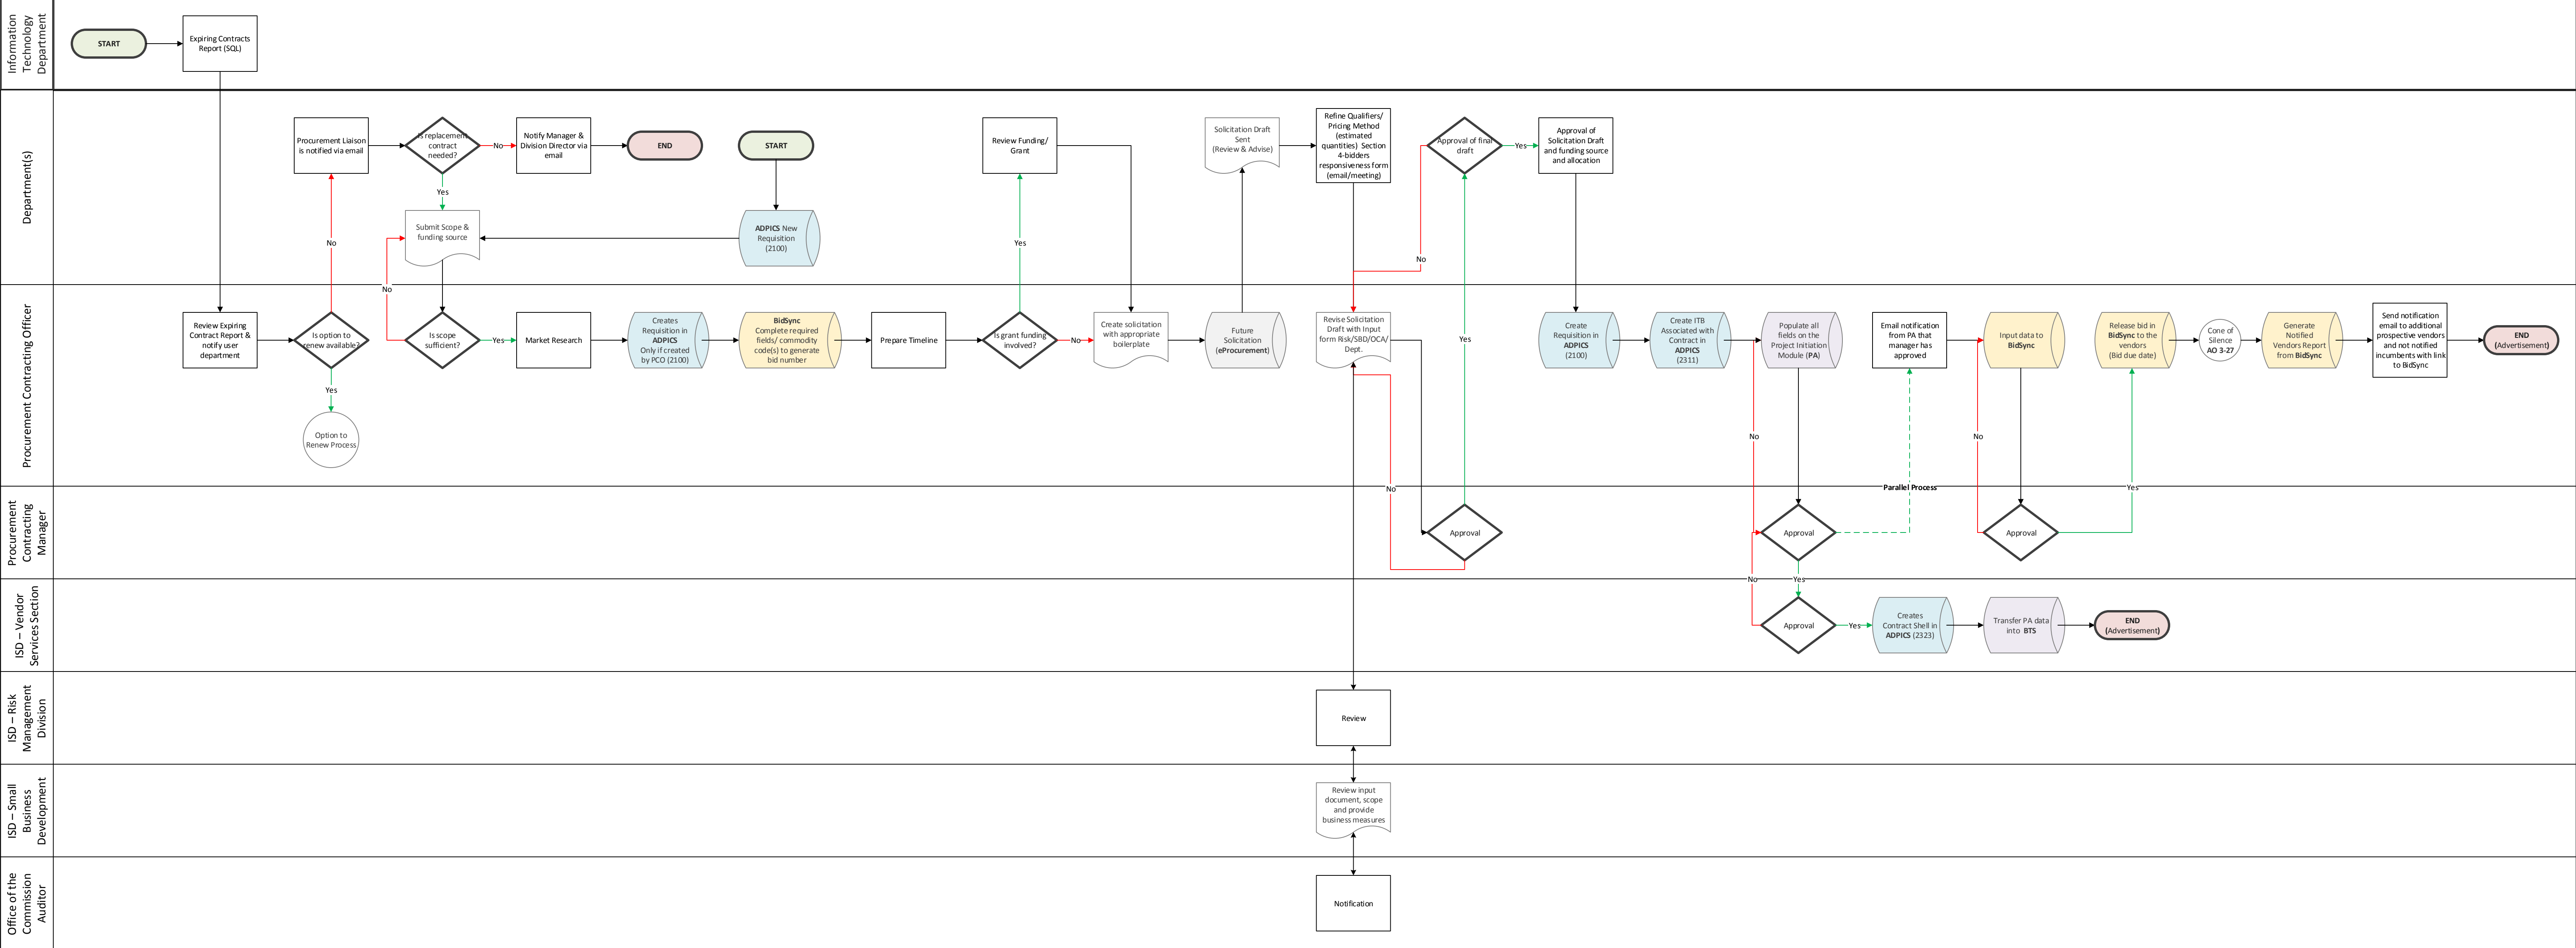 Information
Technology
Department
START
Expiring Contracts
Report (SQL)
Department(s)
Procurement Liaison
is notified via email
Is replacement
contract
needed?
No
Notify Manager &
Division Director via
email
END
START
Yes
No
Submit Scope &
funding source
ADPICS New
Requisition
(2100)
Review Funding/
Grant
Yes
Solicitation Draft
Sent
(Review & Advise)
Refine Qualifiers/
Pricing Method
(estimated
quantities) Section
4-bidders
responsiveness form
(email/meeting)
Approval of final
draft
Yes
No
Approval of
Solicitation Draft
and funding source
and allocation
Procurement Contracting Officer
No
Review Expiring
Contract Report &
notify user
department
Is option to
renew available?
Yes
Option to
Renew Process
Is scope
sufficient?
Yes
Market Research
Creates
Requisition in
ADPICS
Only if created
by PCO (2100)
BidSync
Complete required
fields/ commodity
code(s) to generate
bid number
Prepare Timeline
Is grant funding
involved?
No
Create solicitation
with appropriate
boilerplate
Future
Solicitation
(eProcurement)
Revise Solicitation
Draft with Input
form Risk/SBD/OCA/
Dept.
Yes
Create
Requisition in
ADPICS
(2100)
Create ITB
Associated with
Contract in
ADPICS
(2311)
Populate all
fields on the
Project Initiation
Module (PA)
Email notification
from PA that
manager has
approved
Input data to
BidSync
Release bid in
BidSync to the
vendors
(Bid due date)
Cone of
Silence
AO 3-27
Generate
Notified
Vendors Report
from BidSync
Send notification
email to additional
prospective vendors
and not notified
incumbents with link
to BidSync
END
(Advertisement)
No
No
No
Parallel Process
Yes
Procurement
Contracting
Manager
Approval
Approval
Approval
No
Yes
ISD – Vendor
Services Section
Approval
Yes
Creates
Contract Shell in
ADPICS (2323)
Transfer PA data
into BTS
END
(Advertisement)
ISD – Risk
Management
Division
Review
ISD – Small
Business
Development
Review input
document, scope
and provide
business measures
Office of the
Commission
Auditor
Notification